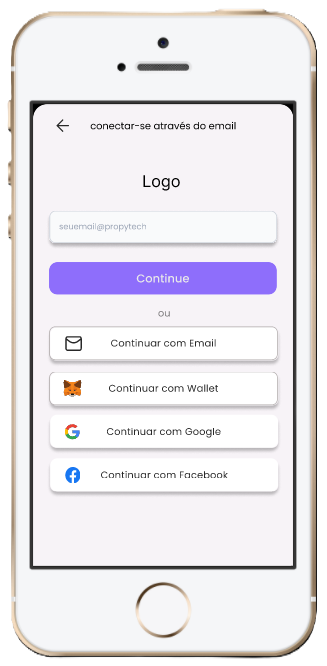 conectar-se através do email
Logo
seuemail@propytech
Continue
ou
Continuar com Email
Continuar com Wallet
Continuar com Google
Continuar com Facebook